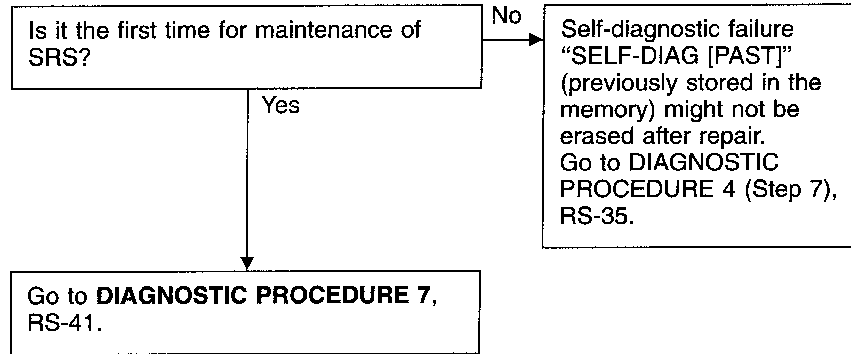 Is it the first time for maintenance of
SRS?
No
Self-diagnostic failure
“SELF-DIAG [PAST]”
(previously stored in the
memory) might not be
erased after repair.
Go to DIAGNOSTIC
PROCEDURE 4 (Step 7),
RS-35.
Yes
Go to DIAGNOSTIC PROCEDURE 7,
RS-41.